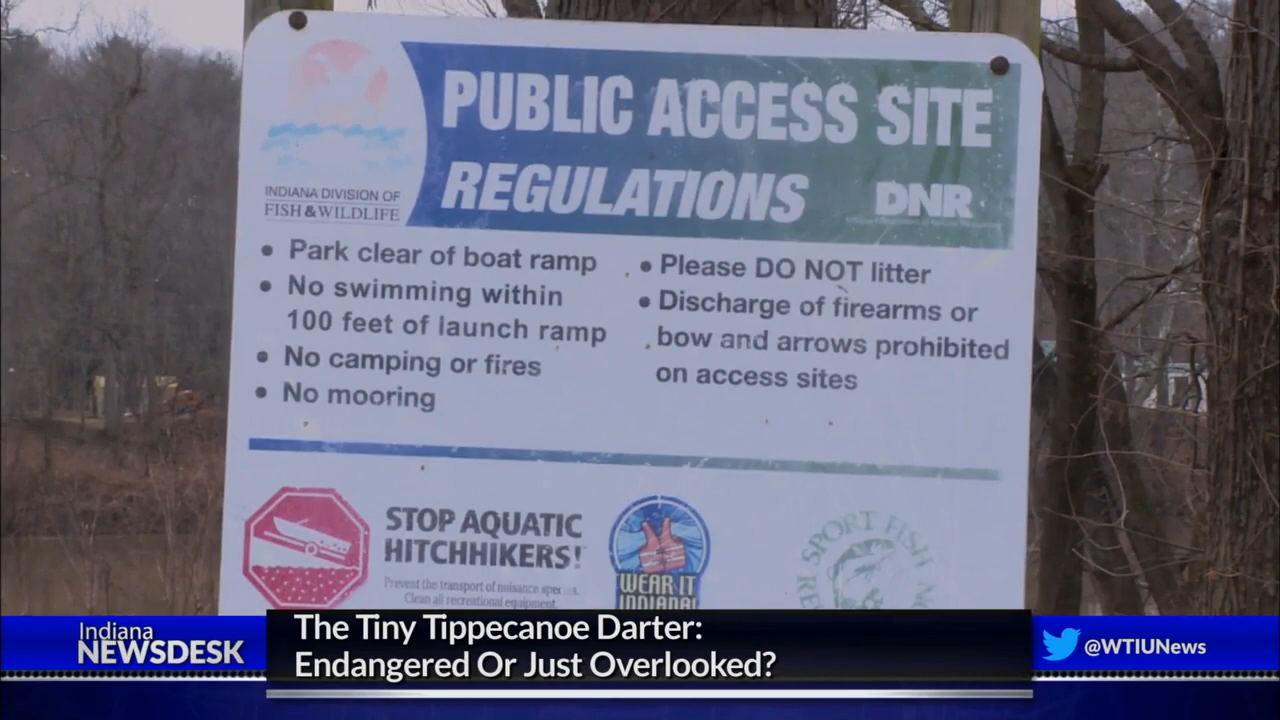 PUBLIC ACCESS SITE
REGULATIONS
DNR
INDIANA DIVISION OF
FISH & WILDLIFE
• Park clear of boat ramp
• No swimming within
100 feet of launch ramp
• No camping or fires
• No mooring
• Please DO NOT litter
• Discharge of firearms or
bow and arrows prohibited
on access sites
STOP AQUATIC
HITCHHIKERS!
Prevent the transport of nuisance
Clean all recreational equipment.
WEAR IT
INDIANA!
SPORT FISH
Indiana
NEWSDESK
The Tiny Tippecanoe Darter:
Endangered Or Just Overlooked?
@WTIUNews